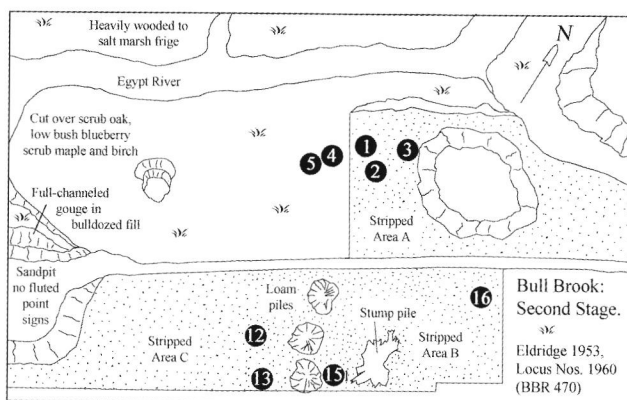 Heavily wooded to
salt marsh frige
N
Egypt River
Cut over scrub oak,
low bush blueberry
scrub maple and birch
1
3
4
5
2
Full-channeled
gouge in
bulldozed fill
Stripped
Area A
Sandpit
no fluted
point
signs
Loam
piles
16
Bull Brook:
Second Stage.
Stump pile
12
Stripped
Area C
Stripped
Area B
Eldridge 1953,
Locus Nos. 1960
(BBR 470)
13
15